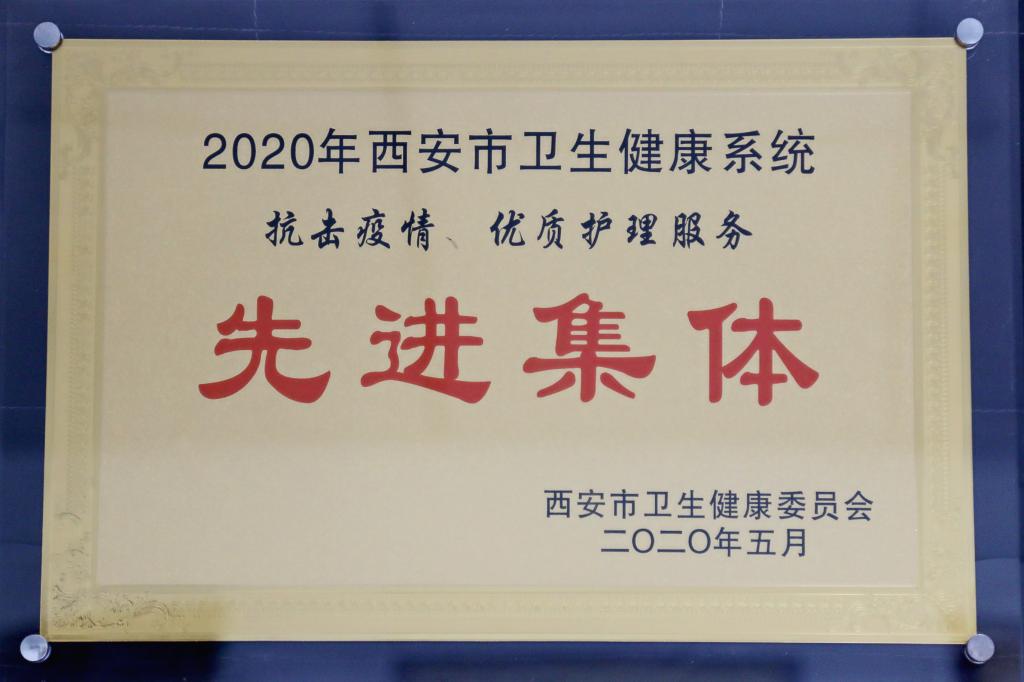 2020年西安市卫生健康系统
抗击疫情、优质护理服务
先进集体
西安市卫生健康委员会
二〇二〇年五月